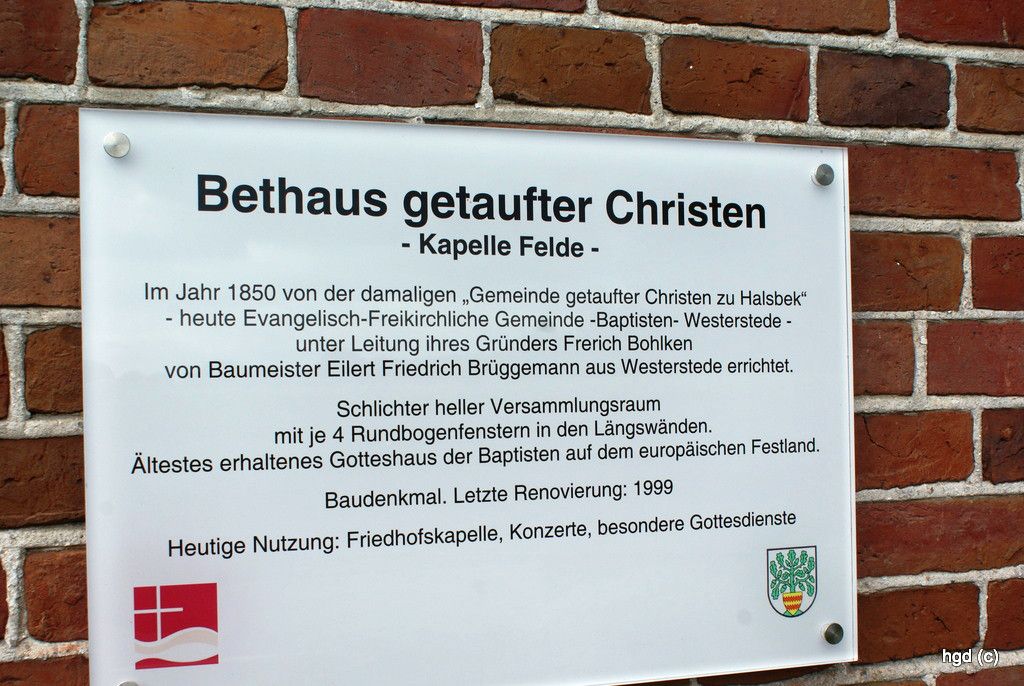 Bethaus getaufter Christen
- Kapelle Felde -
Im Jahr 1850 von der damaligen „Gemeinde getaufter Christen zu Halsbek“
- heute Evangelisch-Freikirchliche Gemeinde -Baptisten- Westerstede -
unter Leitung ihres Gründers Frerich Bohlken
von Baumeister Eilert Friedrich Brüggemann aus Westerstede errichtet.
Schlichter heller Versammlungsraum
mit je 4 Rundbogenfenstern in den Längswänden.
Ältestes erhaltenes Gotteshaus der Baptisten auf dem europäischen Festland.
Baudenkmal. Letzte Renovierung: 1999
Heutige Nutzung: Friedhofskapelle, Konzerte, besondere Gottesdienste
hgd (c)